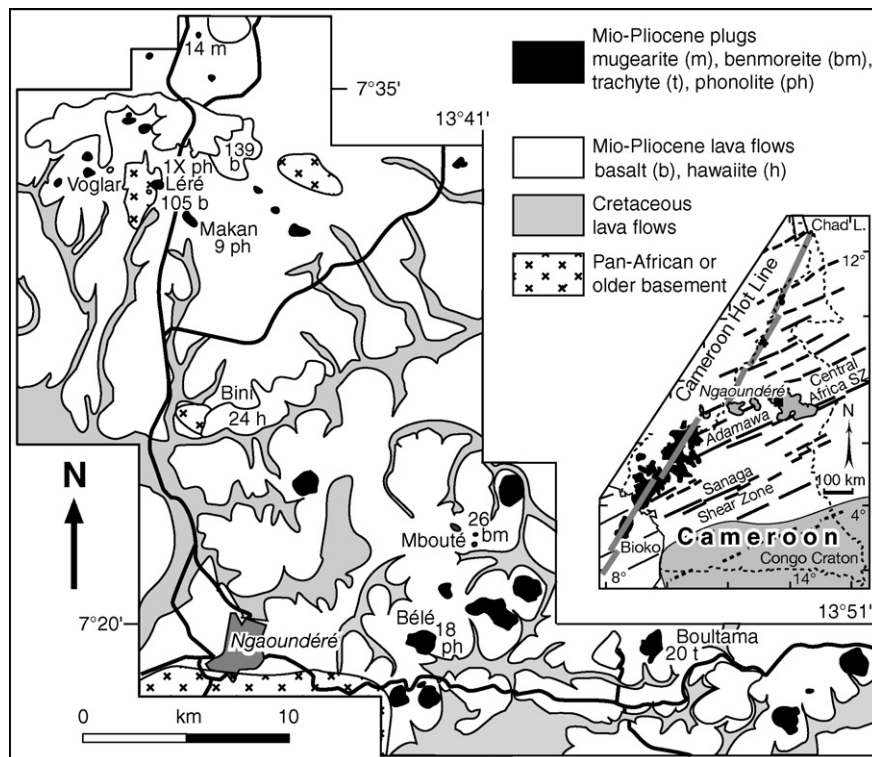 14 m
7°35'
13°41'
139
b
1X ph
Voglar
Léré
105 b
Makan
9 ph
Bini
24 h
N
26
bm
Mbouté
7°20'
Ngaoundéré
Bélé
18
ph
Boultama
20 t
13°51'
0 km 10
Mio-Pliocene plugs
mugearite (m), benmoreite (bm),
trachyte (t), phonolite (ph)
Mio-Pliocene lava flows
basalt (b), hawaiite (h)
Cretaceous
lava flows
Pan-African or
older basement
Chad L.
12°
Cameroon Hot Line
Ngaoundéré
Central
Africa SZ
Adamawa
N
100 km
Sanaga
Shear Zone
4°
Cameroon
Bioko
Congo Craton
8°
14°